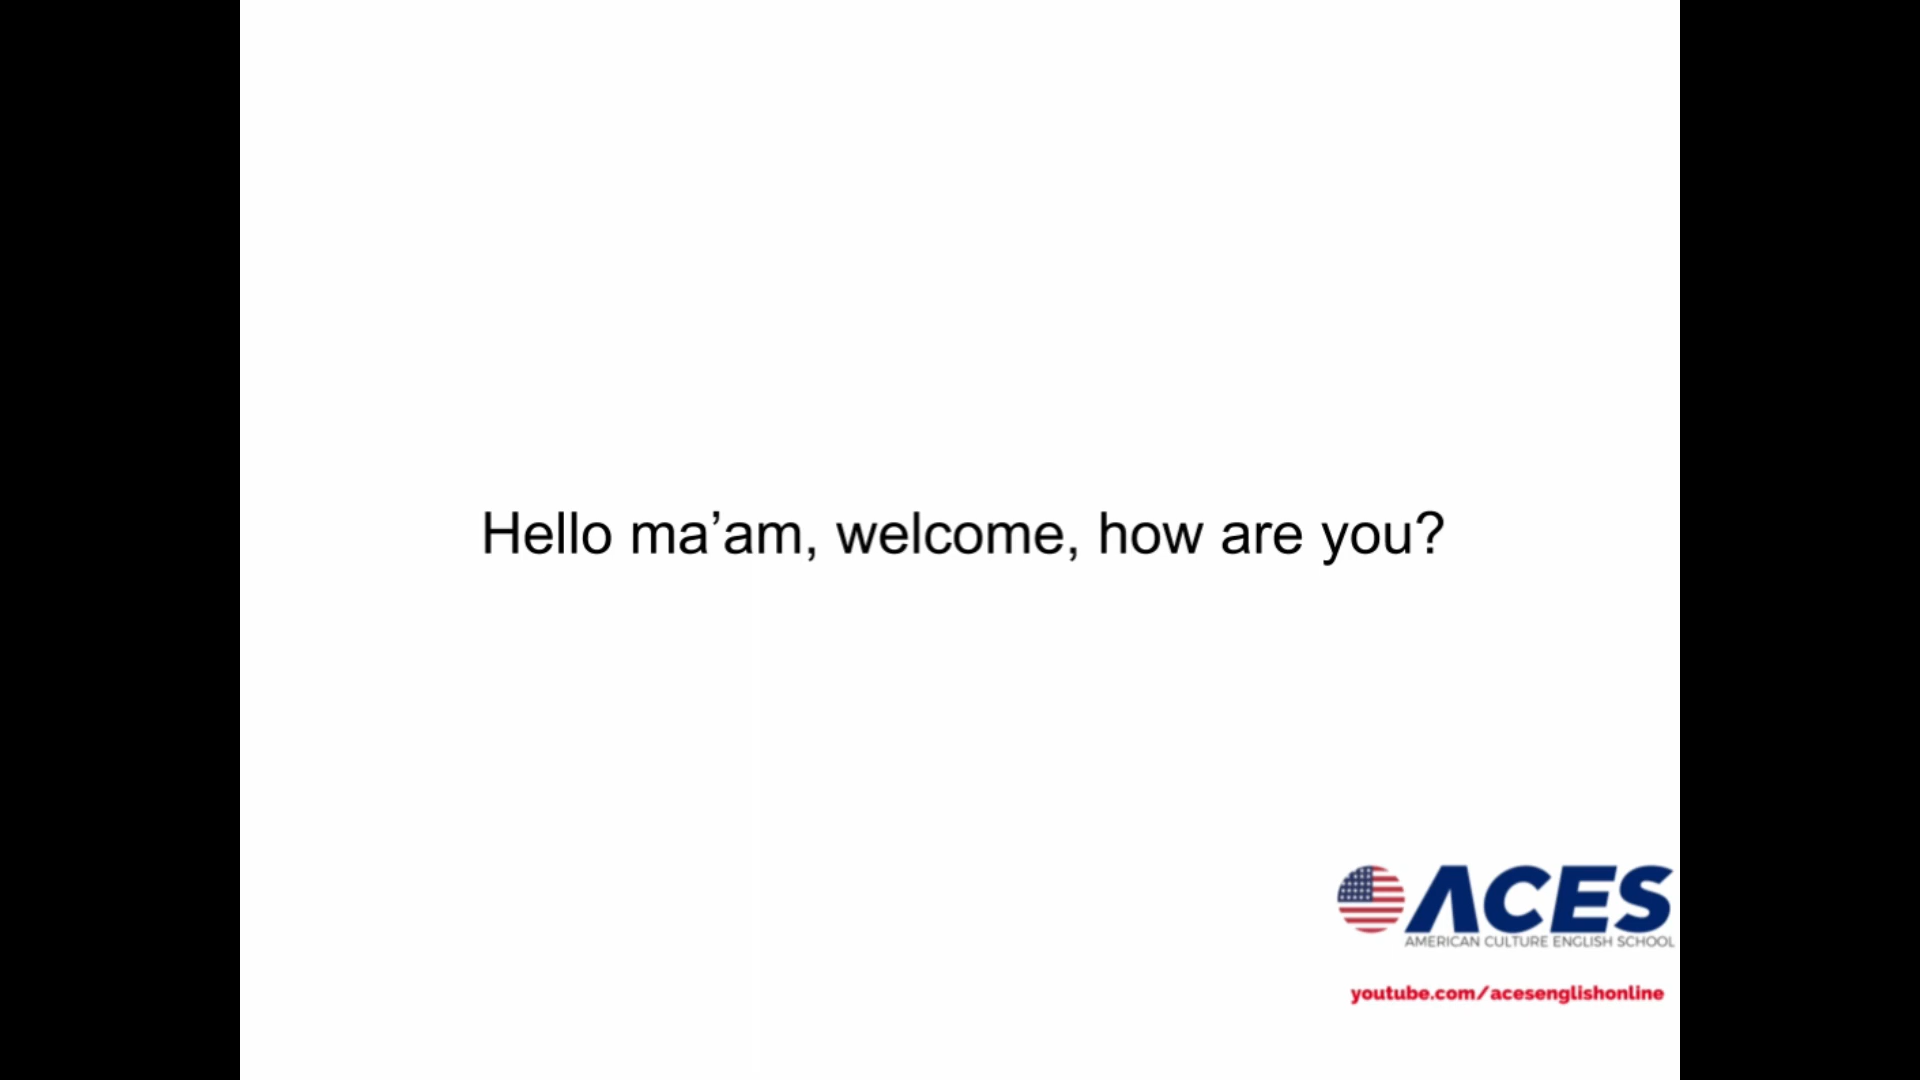 Hello ma’am, welcome, how are you?
ACES
AMERICAN CULTURE ENGLISH SCHOOL
youtube.com/acesenglishonline